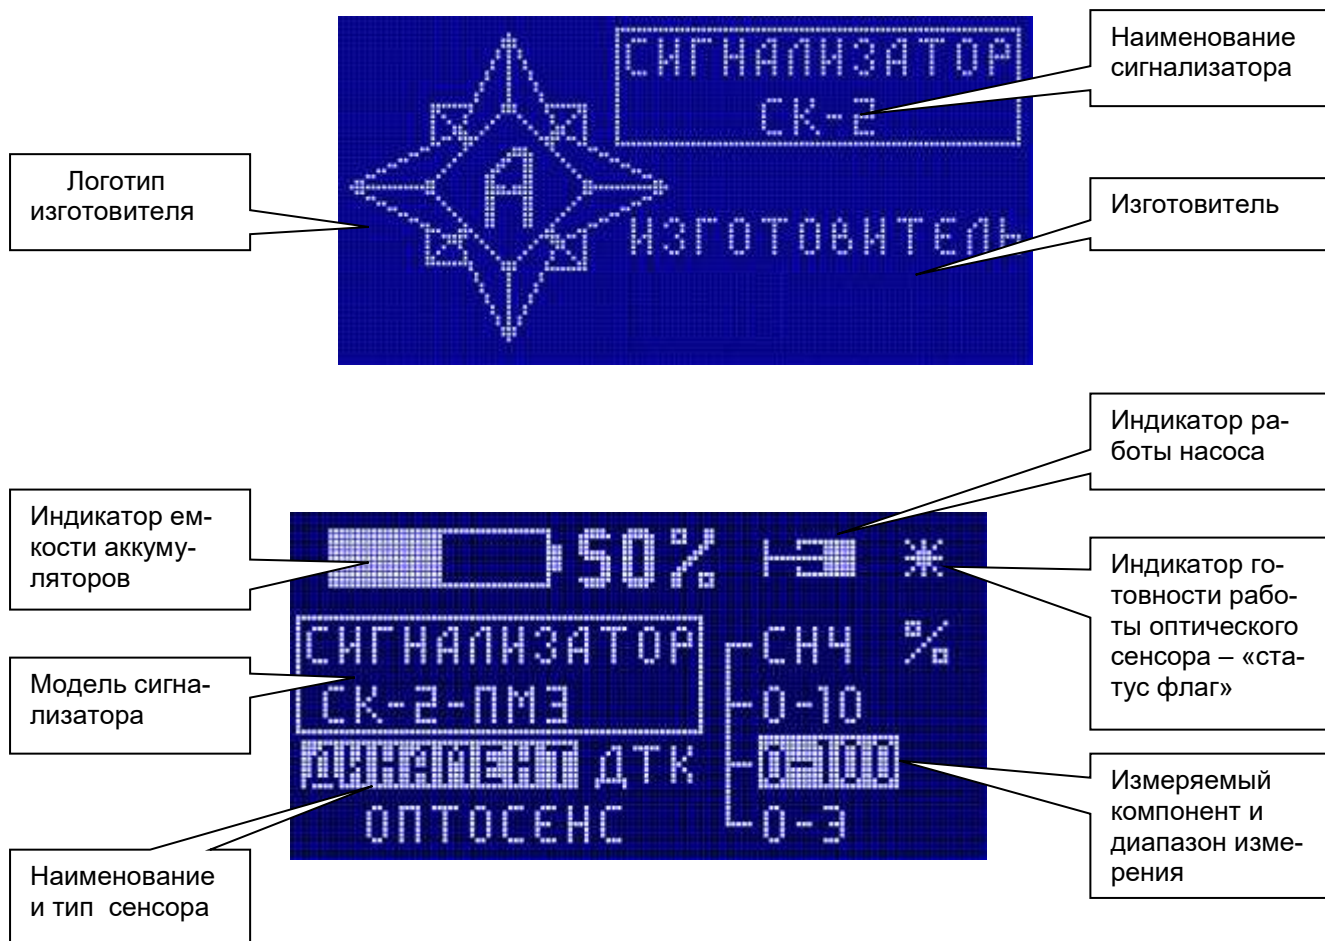 СИГНАЛИЗАТОР
СК-2
А
ИЗГОТОВИТЕЛЬ
Наименование
сигнализатора
Логотип
изготовителя
Изготовитель
Индикатор ра-
боты насоса
Индикатор ем-
кости аккуму-
ляторов
50%
Индикатор го-
товности рабо-
ты оптического
сенсора – «ста-
тус флаг»
СИГНАЛИЗАТОР
СК-2-ПМЭ
СН4 %
0-10
Модель сигна-
лизатора
ДИНАМЕНТ ДТК
0-100
ОПТОСЕНС
0-3
Измеряемый
компонент и
диапазон изме-
рения
Наименование
и тип сенсора